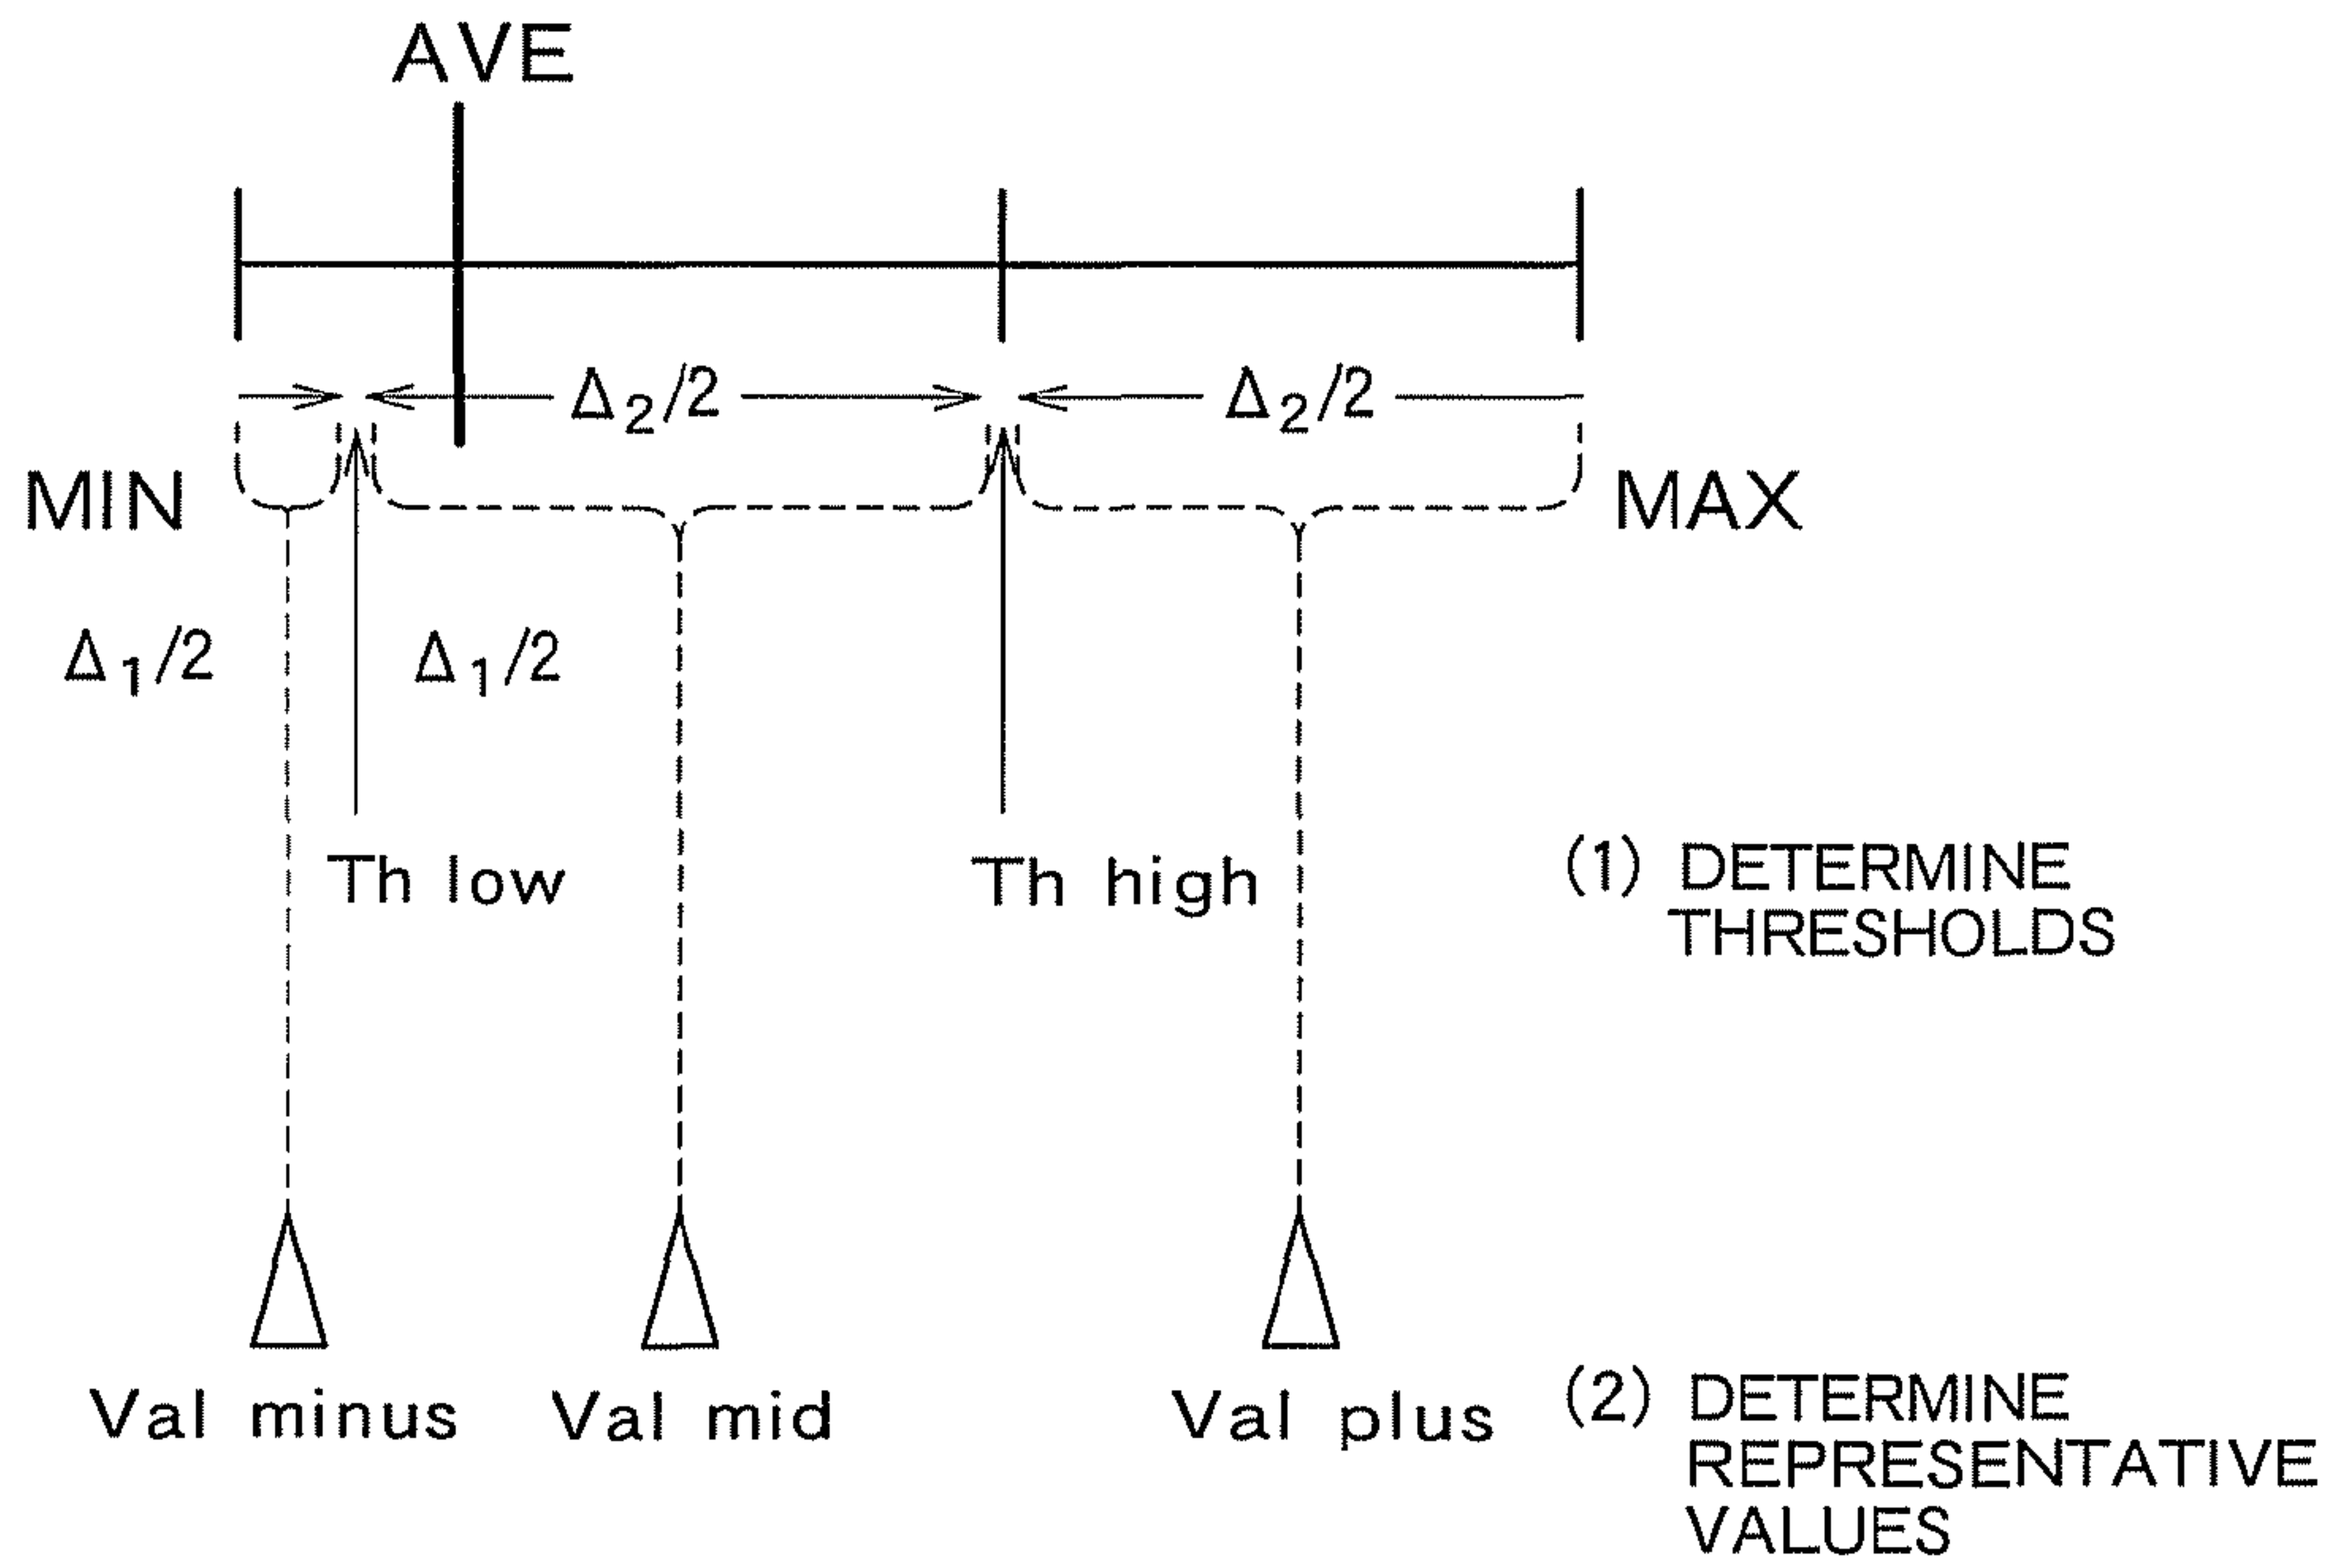 AVE
Δ2/2 Δ2/2
MIN MAX
Δ1/2 Δ1/2
Th low Th high
(1) DETERMINE
THRESHOLDS
Val minus Val mid Val plus
(2) DETERMINE
REPRESENTATIVE
VALUES